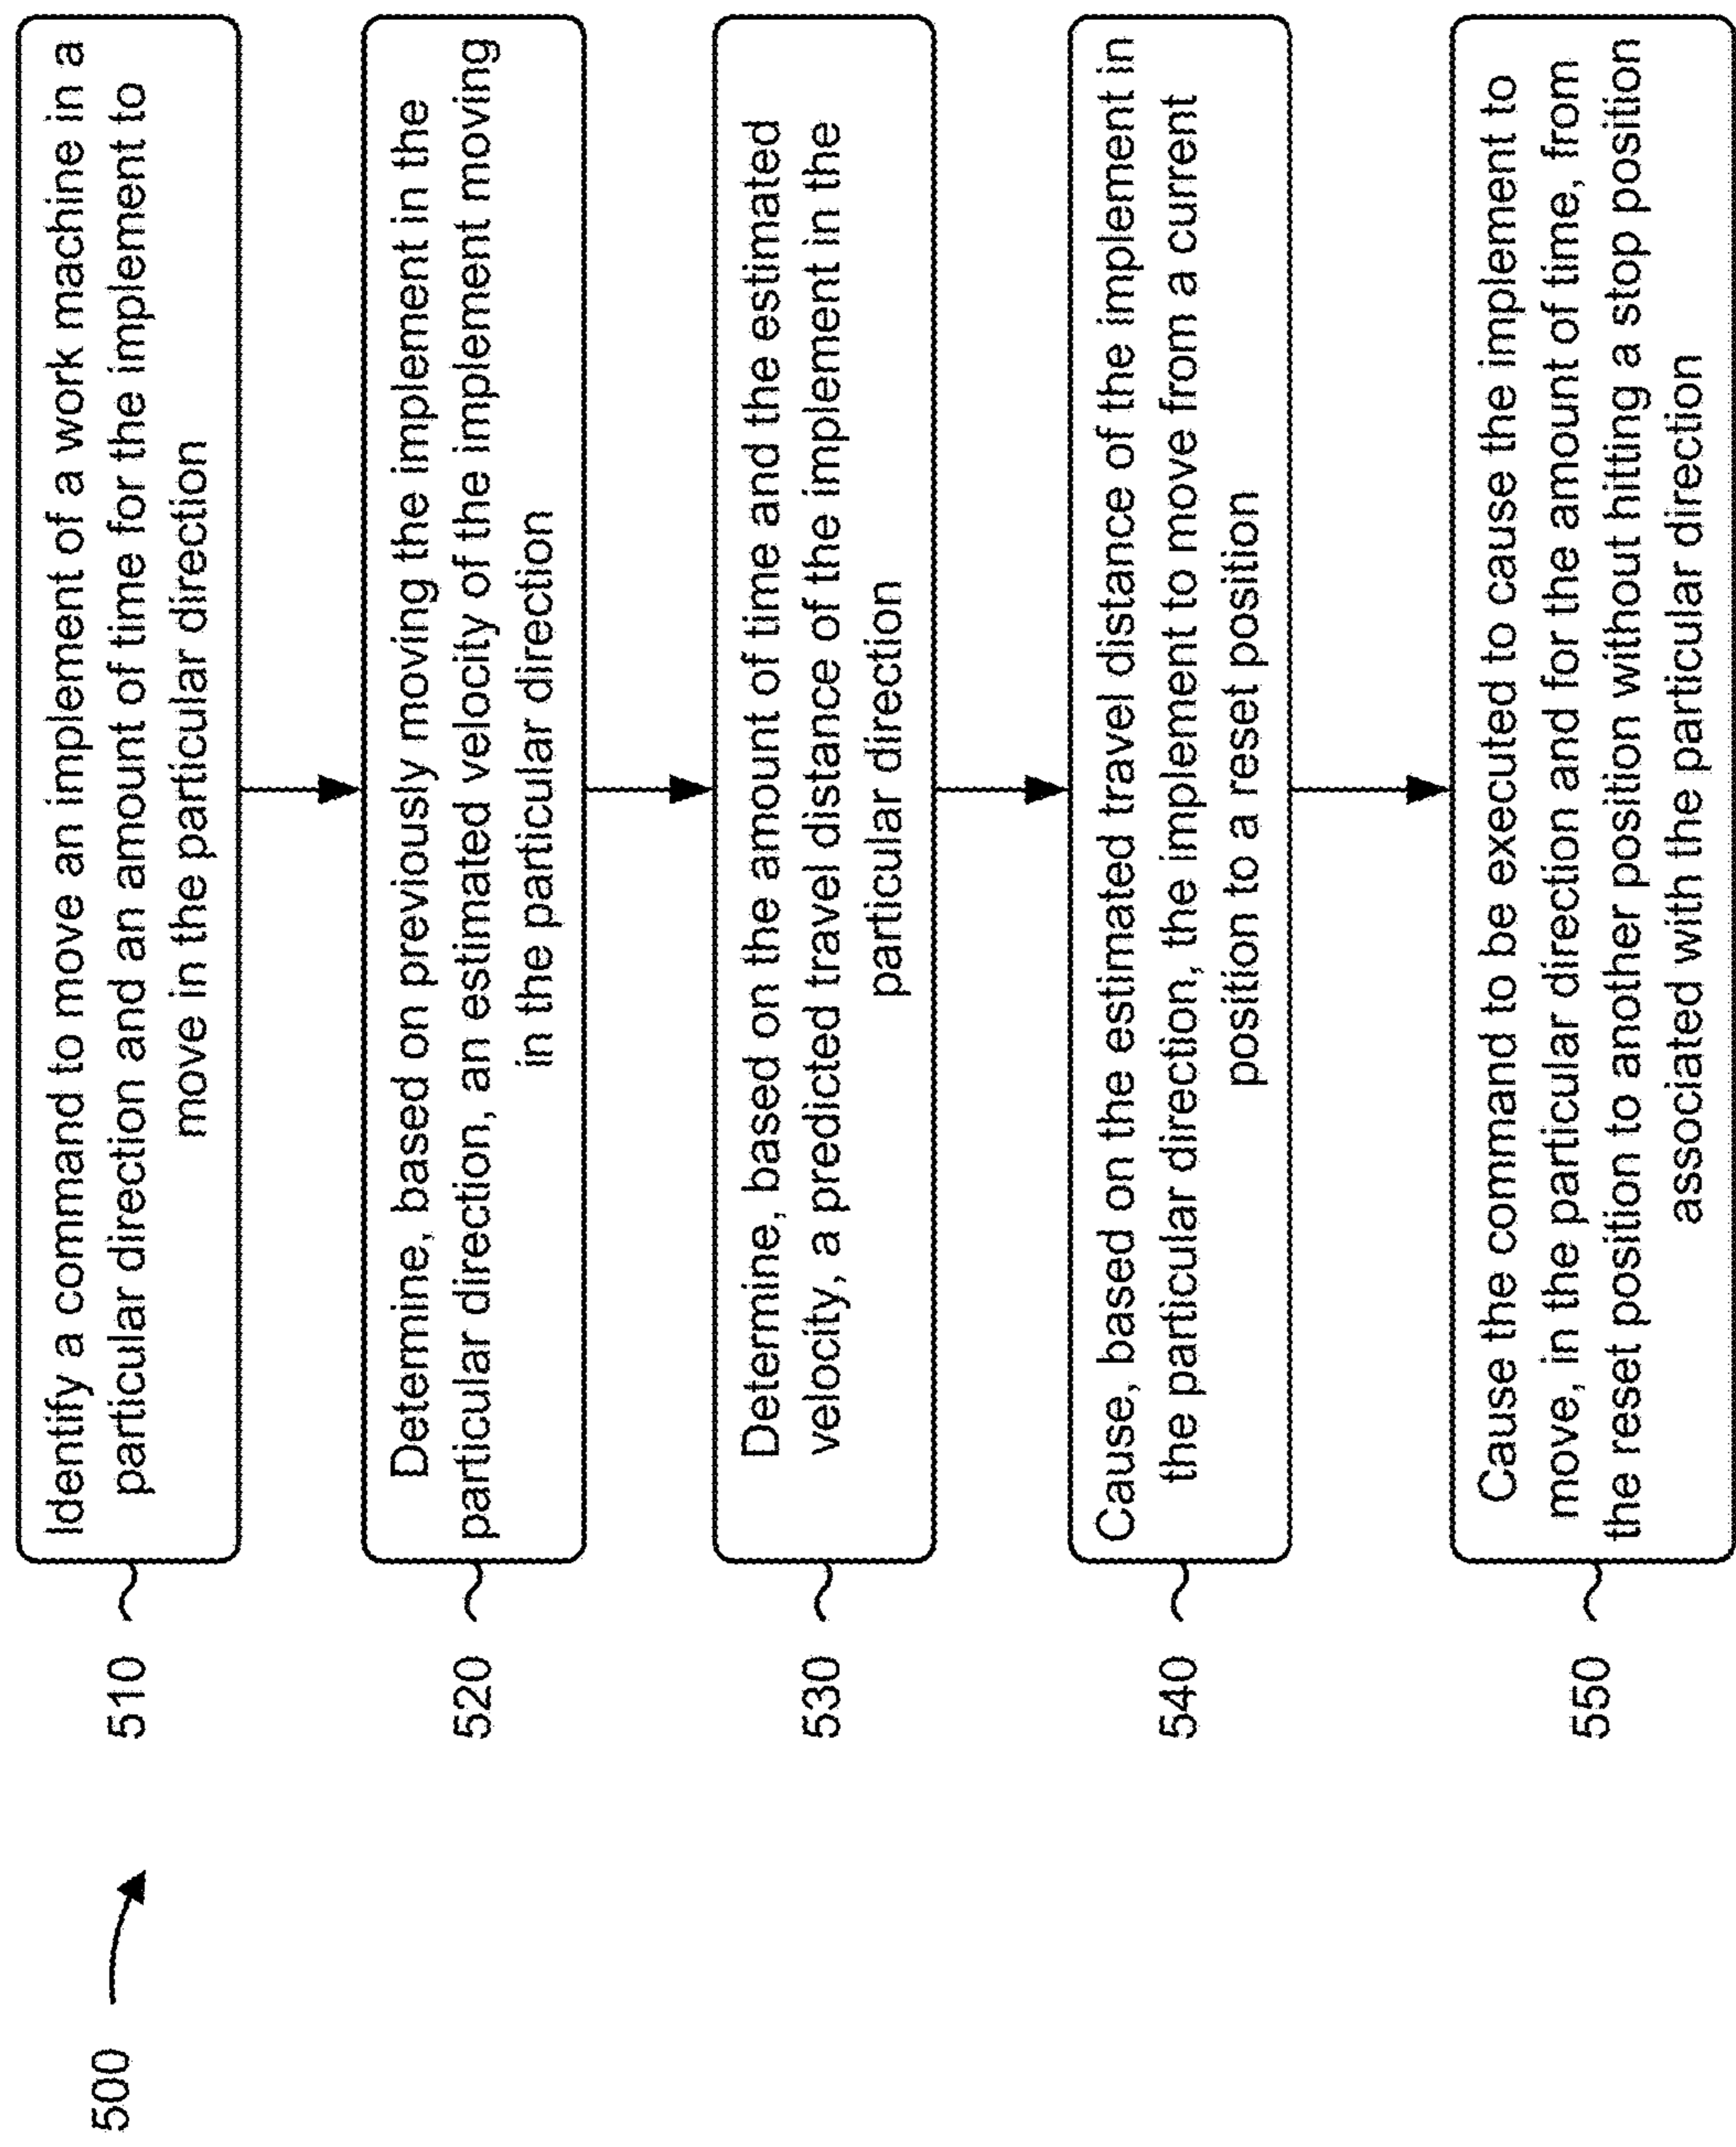 500
510
Identify a command to move an implement of a work machine in a
particular direction and an amount of time for the implement to
move in the particular direction
520
Determine, based on previously moving the implement in the
particular direction, an estimated velocity of the implement moving
in the particular direction
530
Determine, based on the amount of time and the estimated
velocity, a predicted travel distance of the implement in the
particular direction
540
Cause, based on the estimated travel distance of the implement in
the particular direction, the implement to move from a current
position to a reset position
550
Cause the command to be executed to cause the implement to
move, in the particular direction and for the amount of time, from
the reset position to another position without hitting a stop position
associated with the particular direction